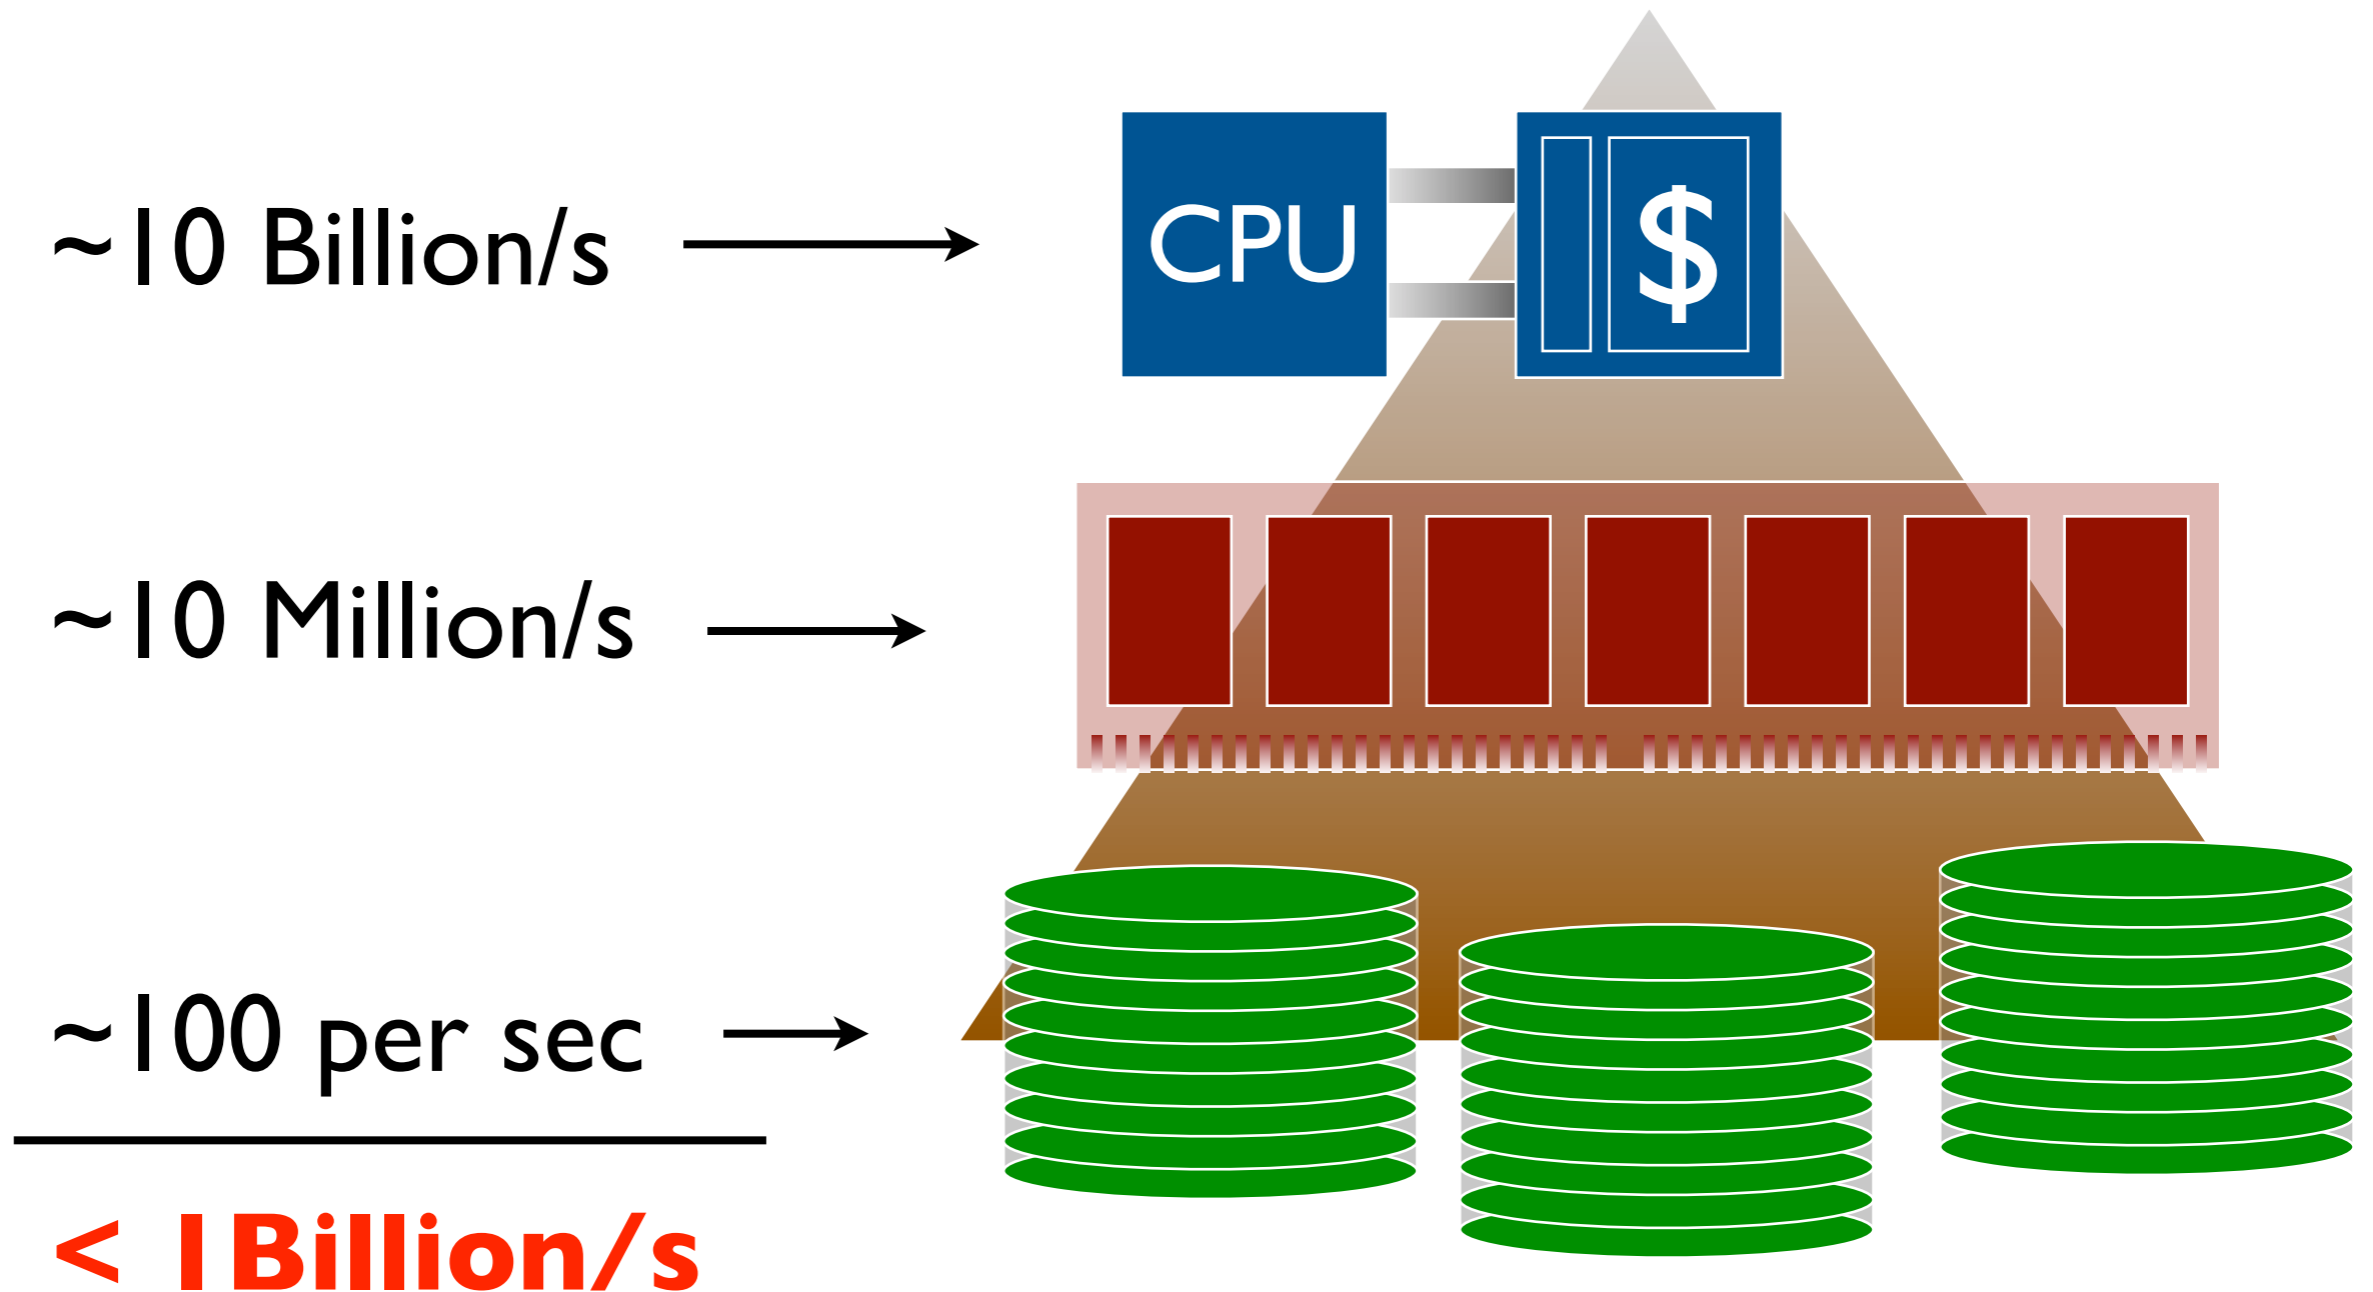 ~10 Billion/s
CPU
$
~10 Million/s
~100 per sec
< 1Billion/s